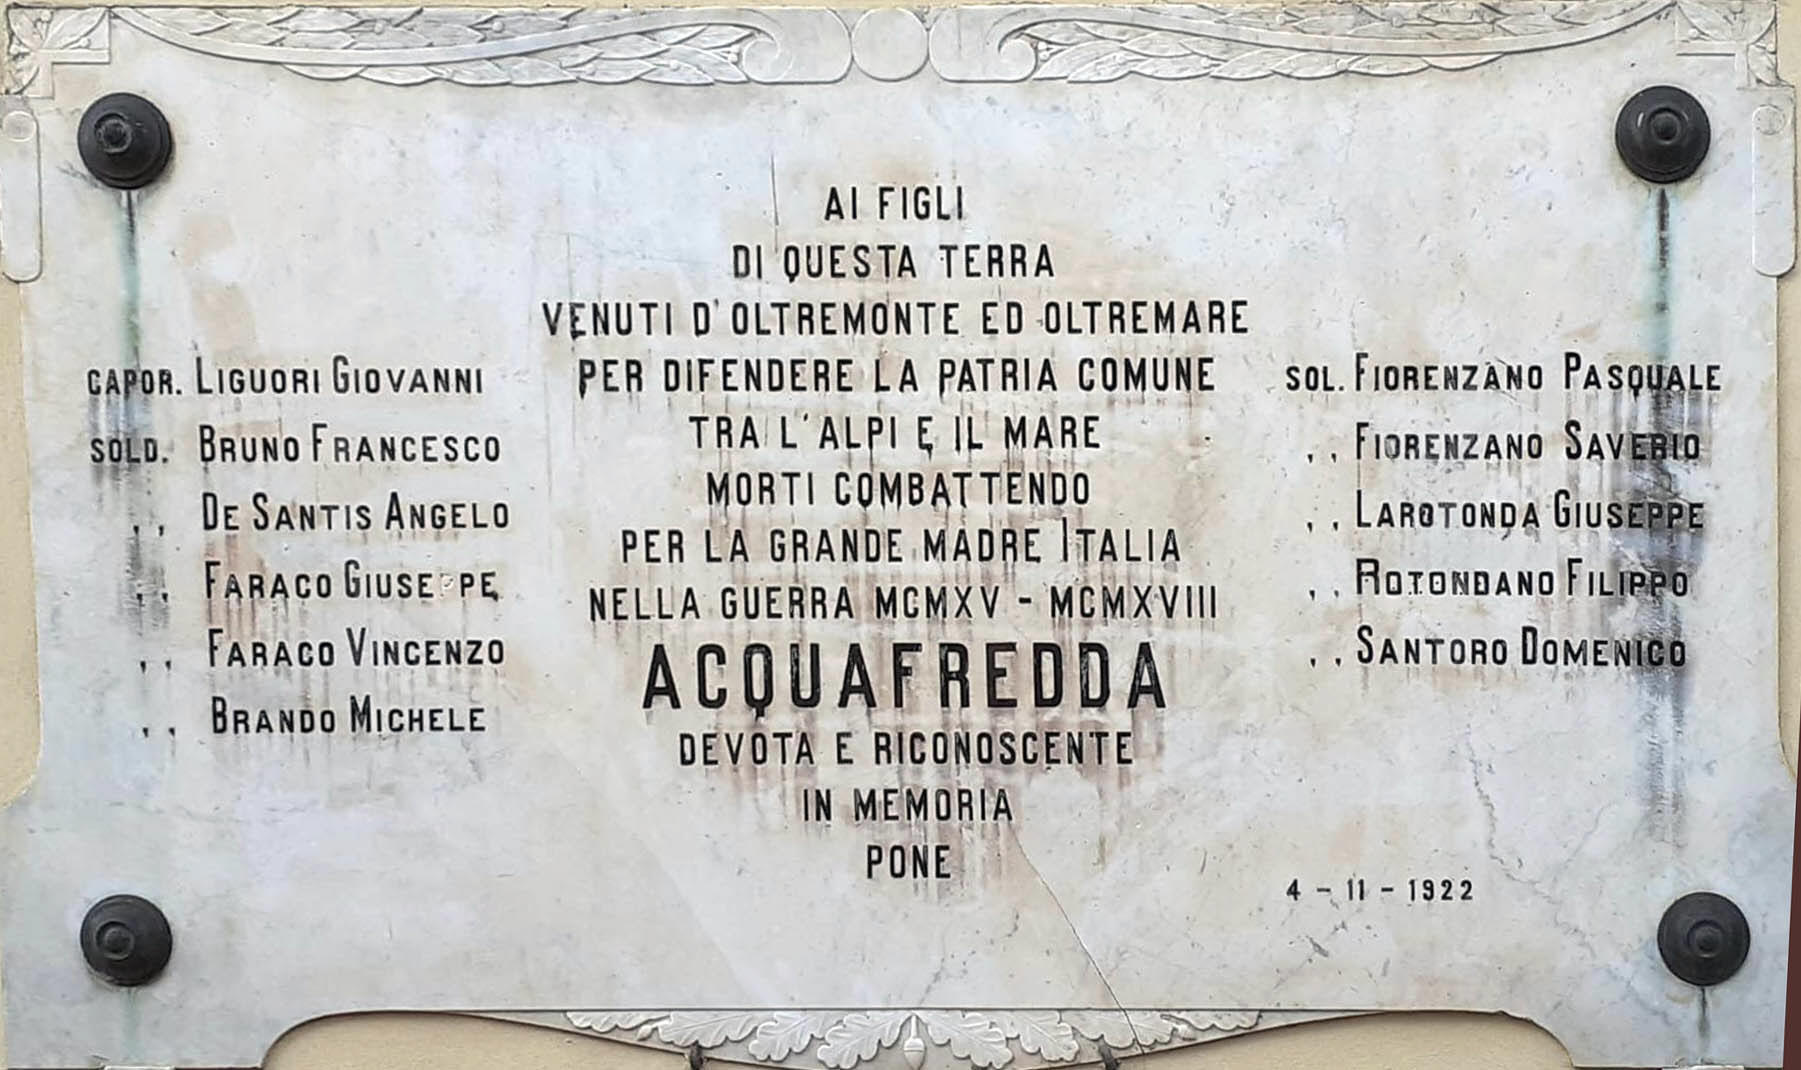 AI FIGLI
DI QUESTA TERRA
VENUTI D'OLTREMONTE ED OLTREMARE
PER DIFENDERE LA PATRIA COMUNE
TRA L'ALPI E IL MARE
MORTI COMBATTENDO
PER LA GRANDE MADRE ITALIA
NELLA GUERRA MCMXV - MCMXVIII
ACQUAFREDDA
DEVOTA E RICONOSCENTE
IN MEMORIA
PONE
CAPOR. LIGUORI GIOVANNI
SOLD. BRUNO FRANCESCO
,, DE SANTIS ANGELO
,, FARACO GIUSEPPE
,, FARACO VINCENZO
,, BRANDO MICHELE
SOL. FIORENZANO PASQUALE
,, FIORENZANO SAVERIO
,, LAROTONDA GIUSEPPE
,, ROTONDANO FILIPPO
,, SANTORO DOMENICO
4 - 11 - 1922